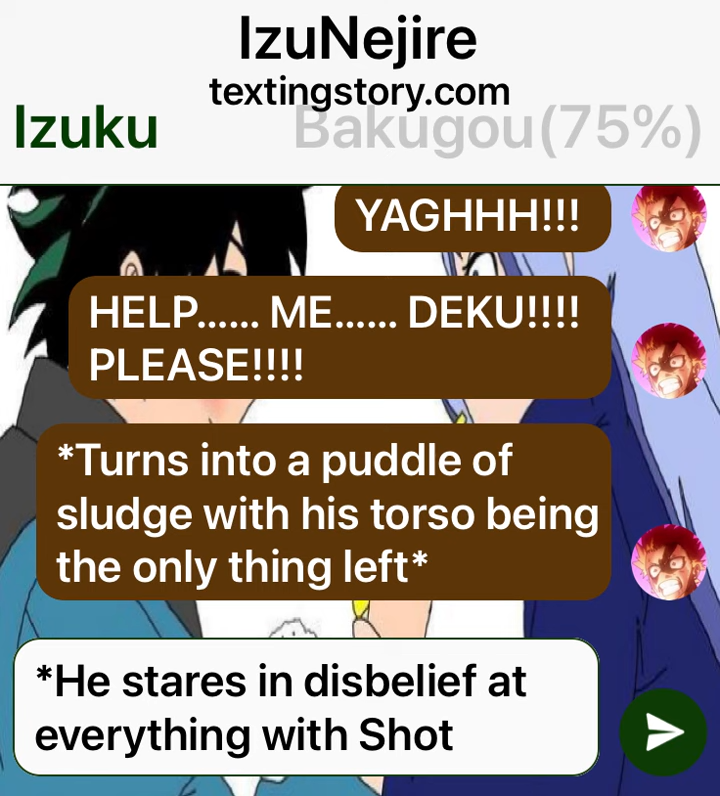 IzuNejire
textingstory.com
Izuku
Bakugou(75%)
YAGHHH!!!
HELP...... ME...... DEKU!!!!
PLEASE!!!!
*Turns into a puddle of
sludge with his torso being
the only thing left*
*He stares in disbelief at
everything with Shot